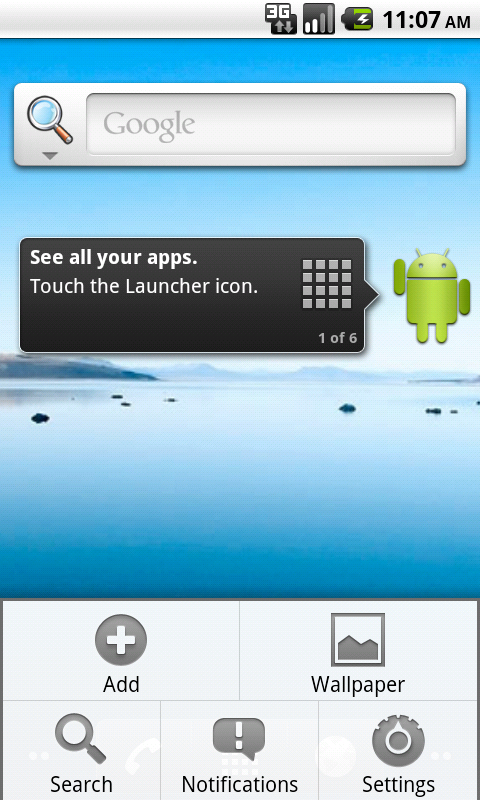 3G
11:07 AM
Google
See all your apps.
Touch the Launcher icon.
1 of 6
Add
Wallpaper
Search
Notifications
Settings